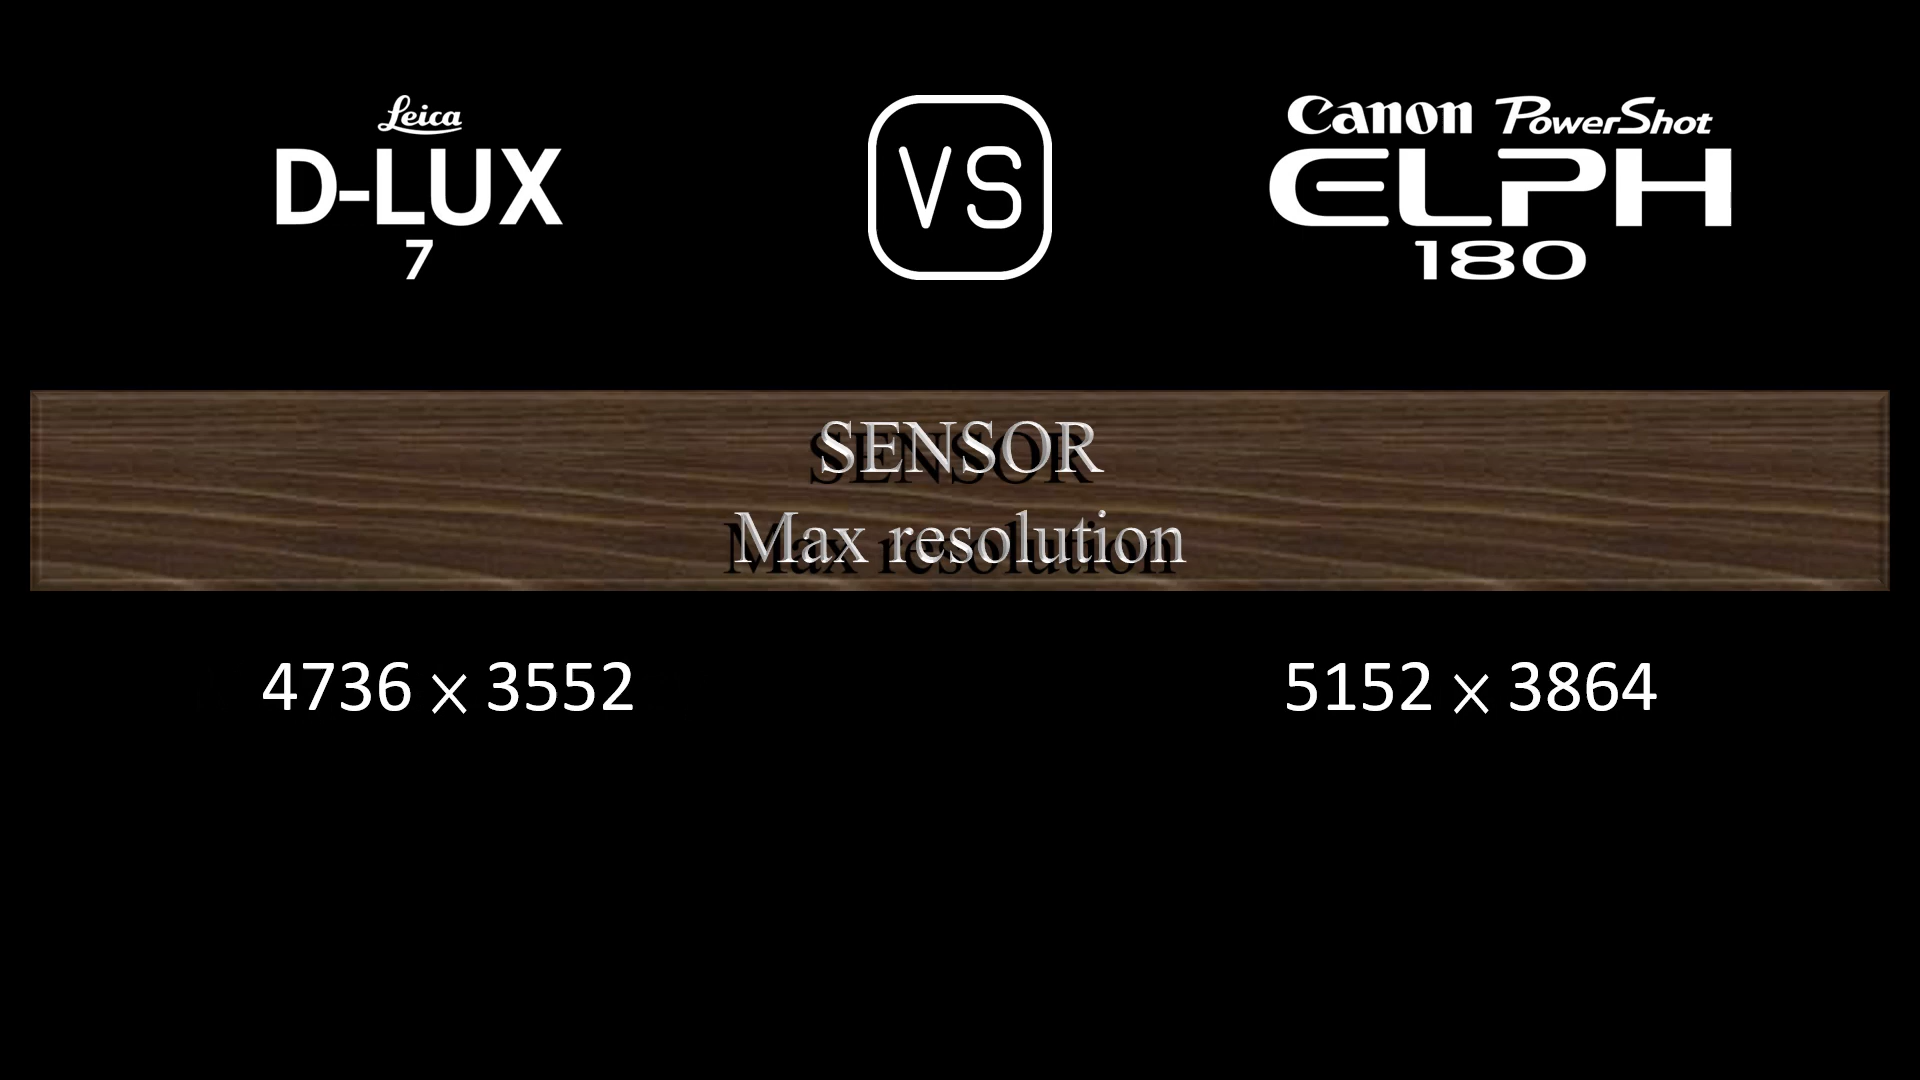 Leica
D-LUX
7
VS
Canon PowerShot
ELPH
180
SENSOR
Max resolution
4736 x 3552
5152 x 3864